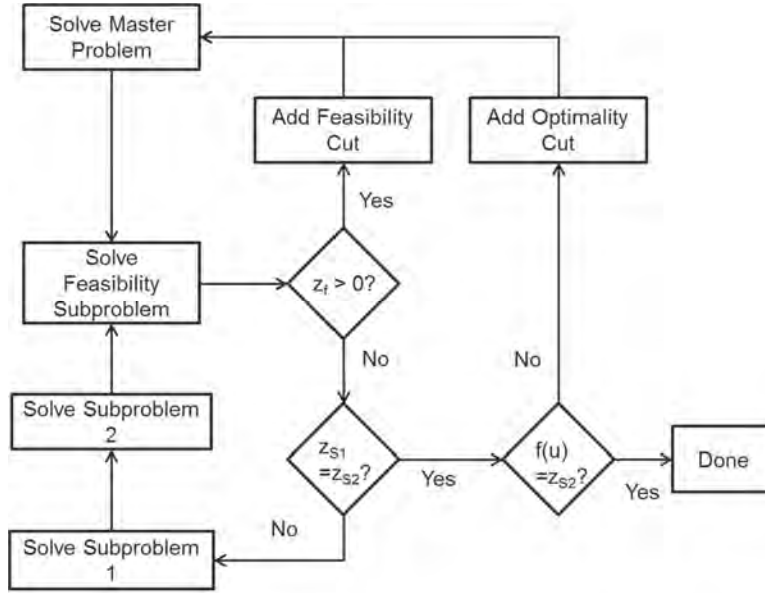 Solve Master
Problem
Add Feasibility
Cut
Add Optimality
Cut
Yes
Solve
Feasibility
Subproblem
z_f > 0?
No
No
Solve Subproblem
2
z_S1
=z_S2?
Yes
f(u)
=z_S2?
Yes
Done
No
Solve Subproblem
1